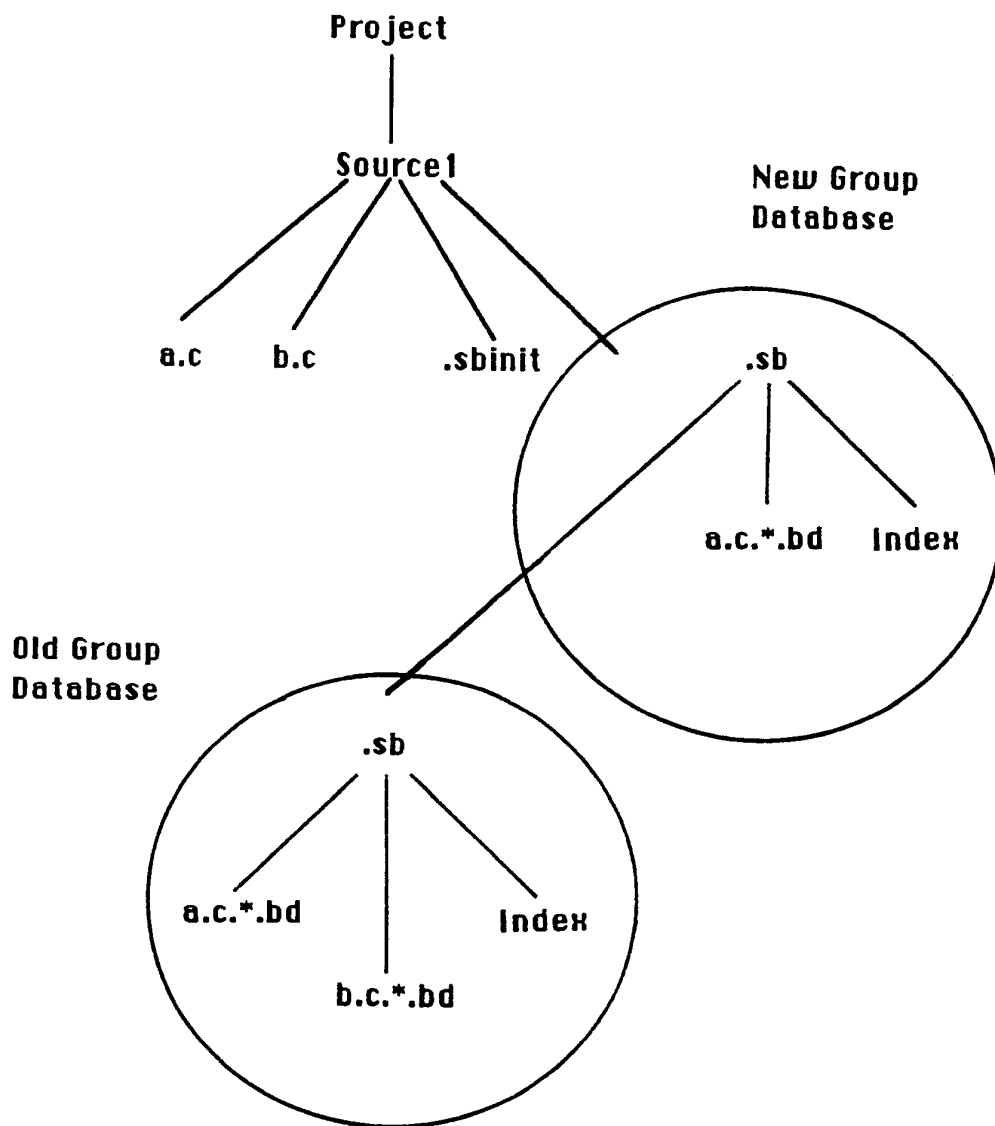 Project
Source1
New Group
Database
a.c
b.c
.sbinit
.sb
a.c.*.bd
Index
Old Group
Database
.sb
a.c.*.bd
Index
b.c.*.bd